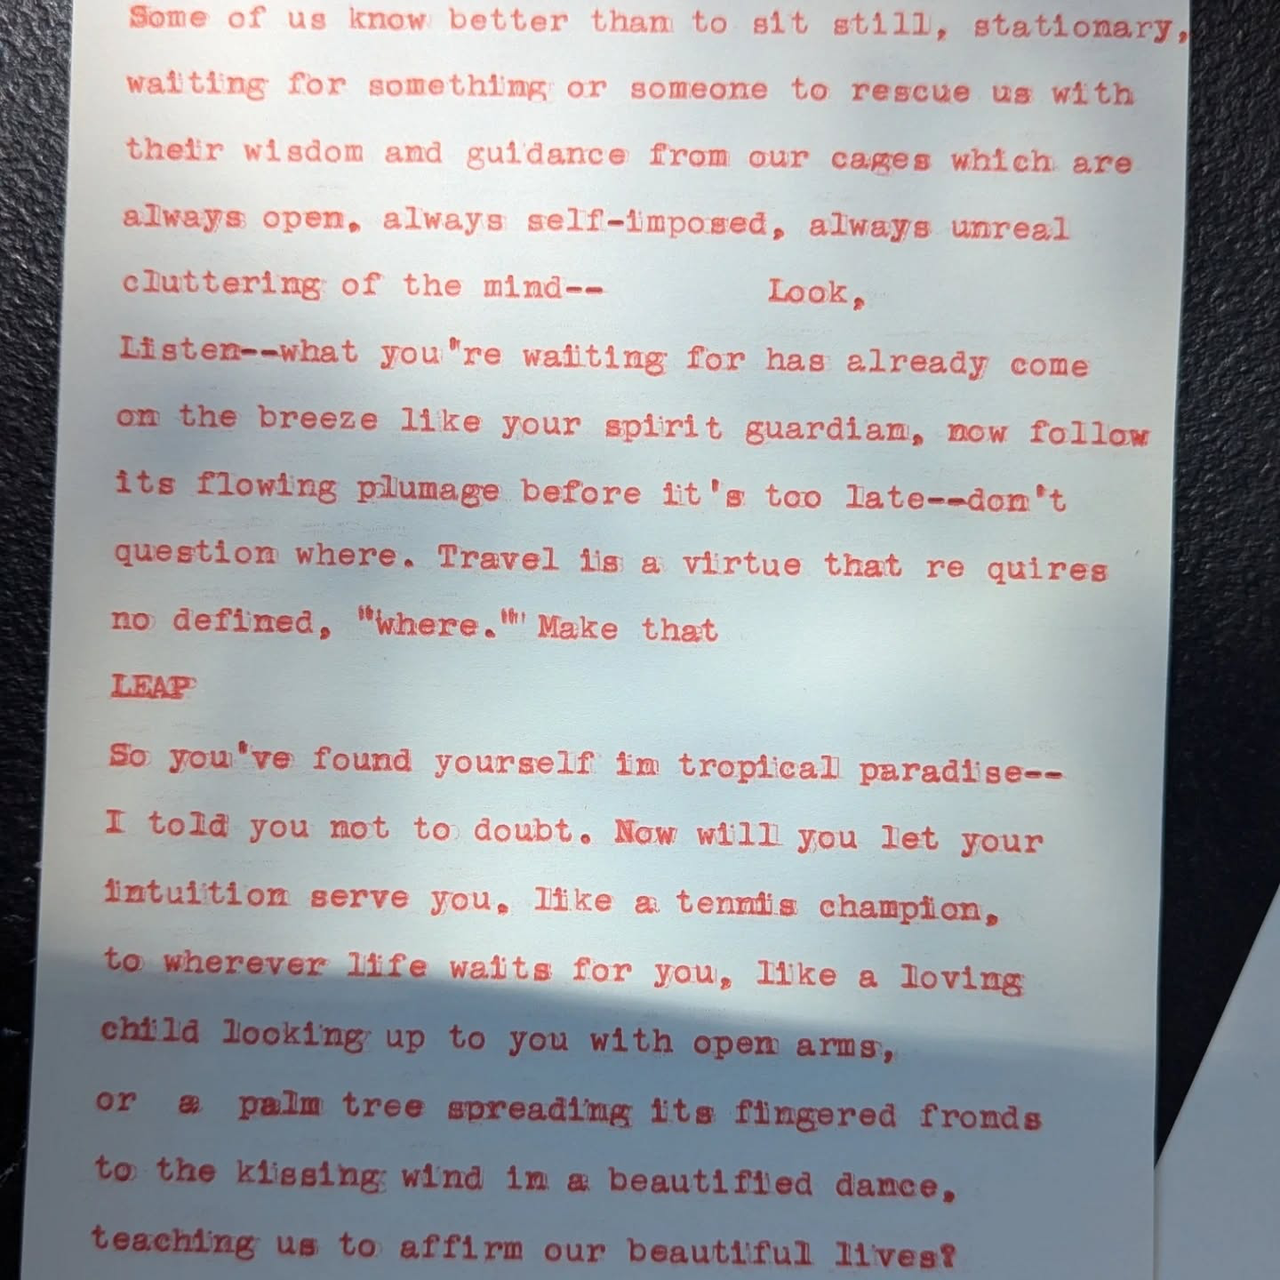 Some of us know better than to sit still, stationary,
waiting for something or someone to rescue us with
their wisdom and guidance from our cages which are
always open, always self-imposed, always unreal
cluttering of the mind--          Look,
Listen--what you"re waiting for has already come
on the breeze like your spirit guardian, now follow
its flowing plumage before it's too late--don't
question where. Travel is a virtue that re quires
no defined, "where."' Make that
LEAP
So you've found yourself in tropical paradise--
I told you not to doubt. Now will you let your
intuition serve you, like a tennis champion,
to wherever life waits for you, like a loving
child looking up to you with open arms,
or  a  palm tree spreading its fingered fronds
to the kissing wind in a beautified dance,
teaching us to affirm our beautiful lives?